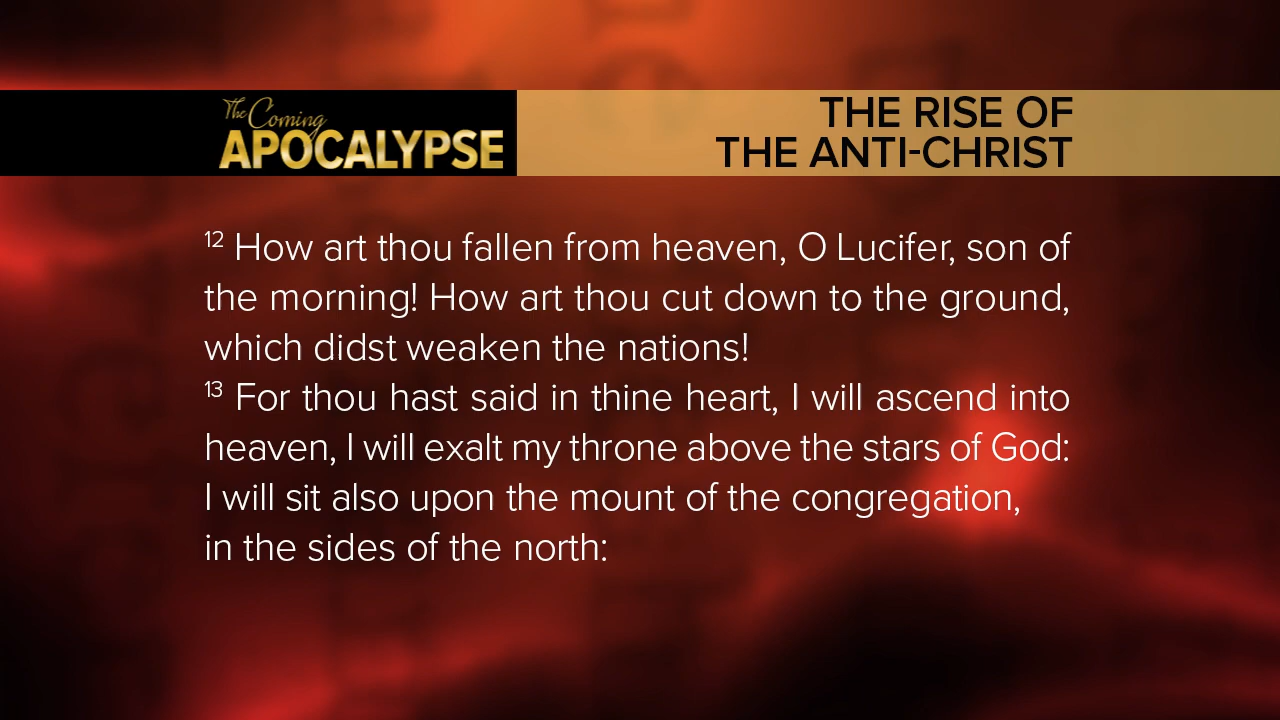 The Coming
APOCALYPSE
THE RISE OF
THE ANTI-CHRIST
12 How art thou fallen from heaven, O Lucifer, son of
the morning! How art thou cut down to the ground,
which didst weaken the nations!
13 For thou hast said in thine heart, I will ascend into
heaven, I will exalt my throne above the stars of God:
I will sit also upon the mount of the congregation,
in the sides of the north: